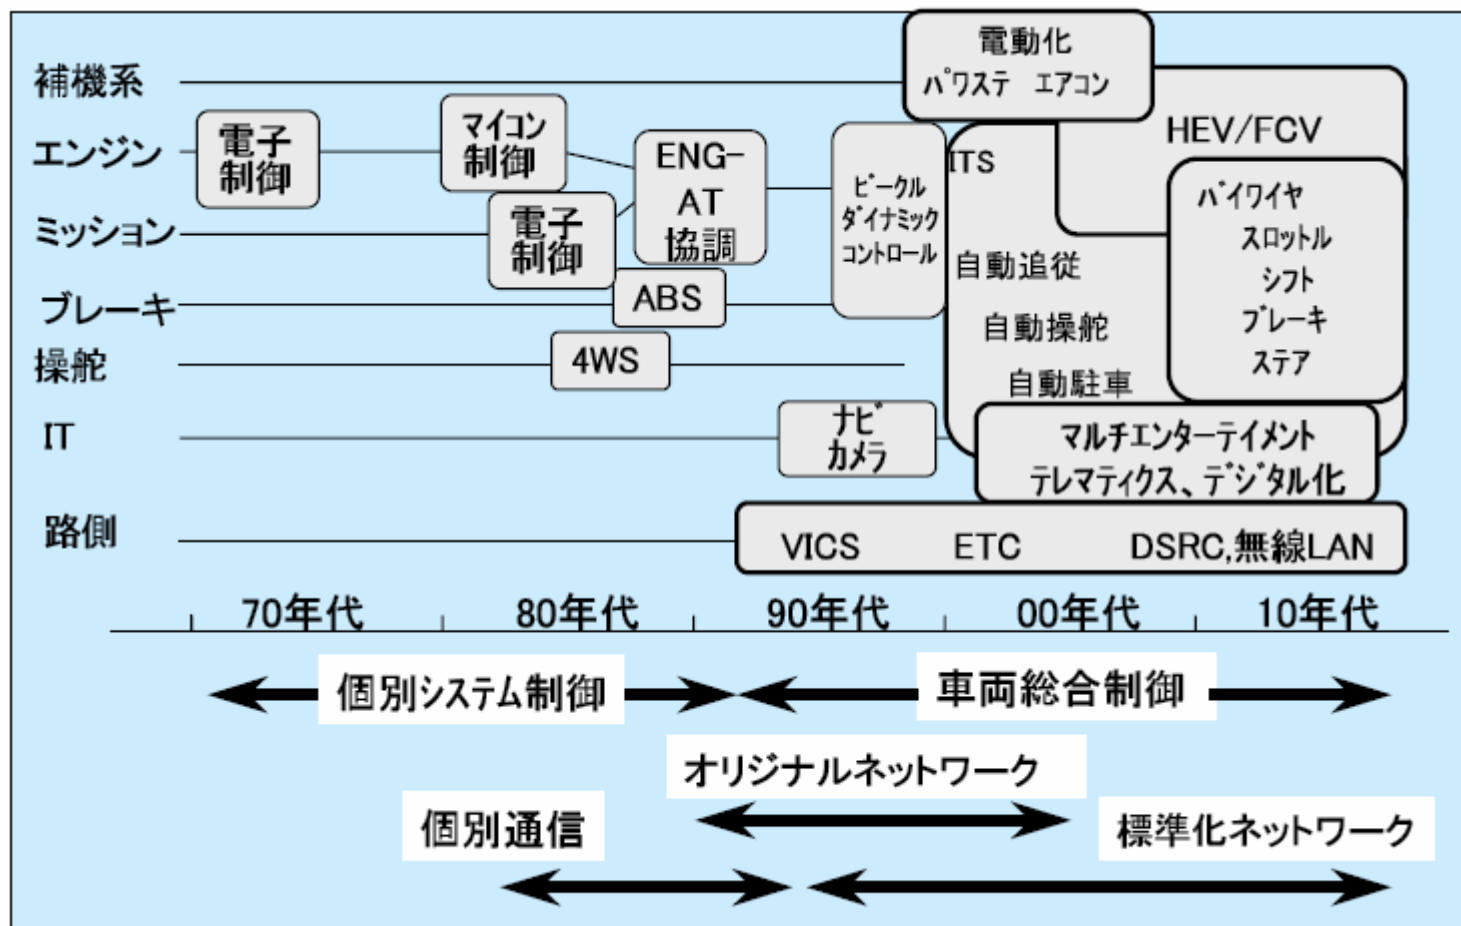 電動化
補機系
パワステ エアコン
エンジン
電子
制御
マイコン
制御
ENG-
AT
協調
ビークル
ダイナミック
コントロール
ITS
HEV/FCV
バイワイヤ
スロットル
シフト
ブレーキ
ステア
ミッション
電子
制御
自動追従
ブレーキ
ABS
自動操舵
操舵
4WS
自動駐車
IT
ナビ
カメラ
マルチエンターテイメント
テレマティクス、デジタル化
路側
VICS ETC DSRC,無線LAN
70年代 80年代 90年代 00年代 10年代
個別システム制御 車両総合制御
オリジナルネットワーク
個別通信 標準化ネットワーク